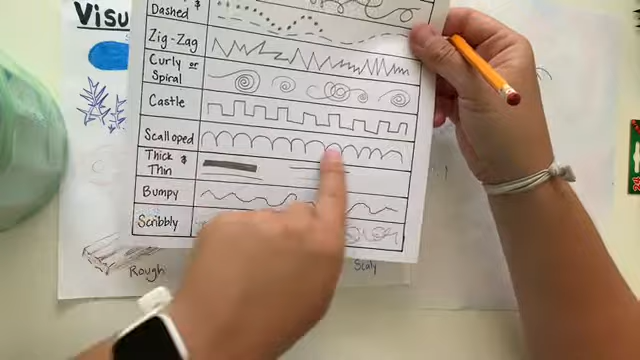 Visu
Dashed
Zig-Zag
Curly or
Spiral
Castle
Scalloped
Thick &
Thin
Bumpy
Scribbly
Rough
Scaly